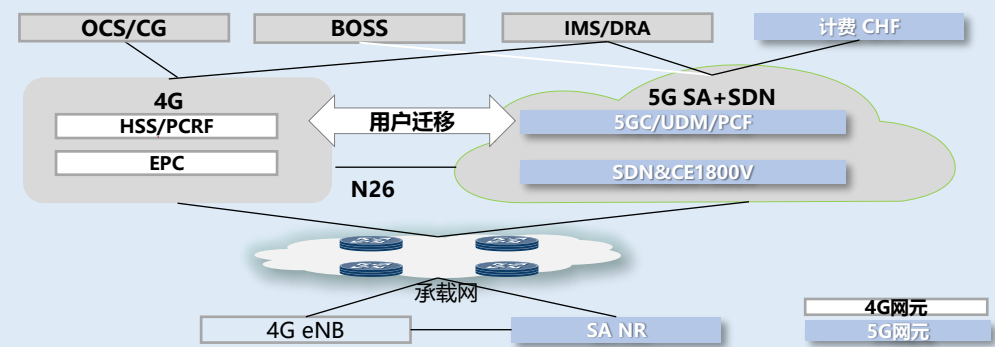 OCS/CG
BOSS
IMS/DRA
计费 CHF
4G
HSS/PCRF
EPC
用户迁移
5G SA+SDN
5GC/UDM/PCF
SDN&CE1800V
N26
承载网
4G eNB
SA NR
4G网元
5G网元